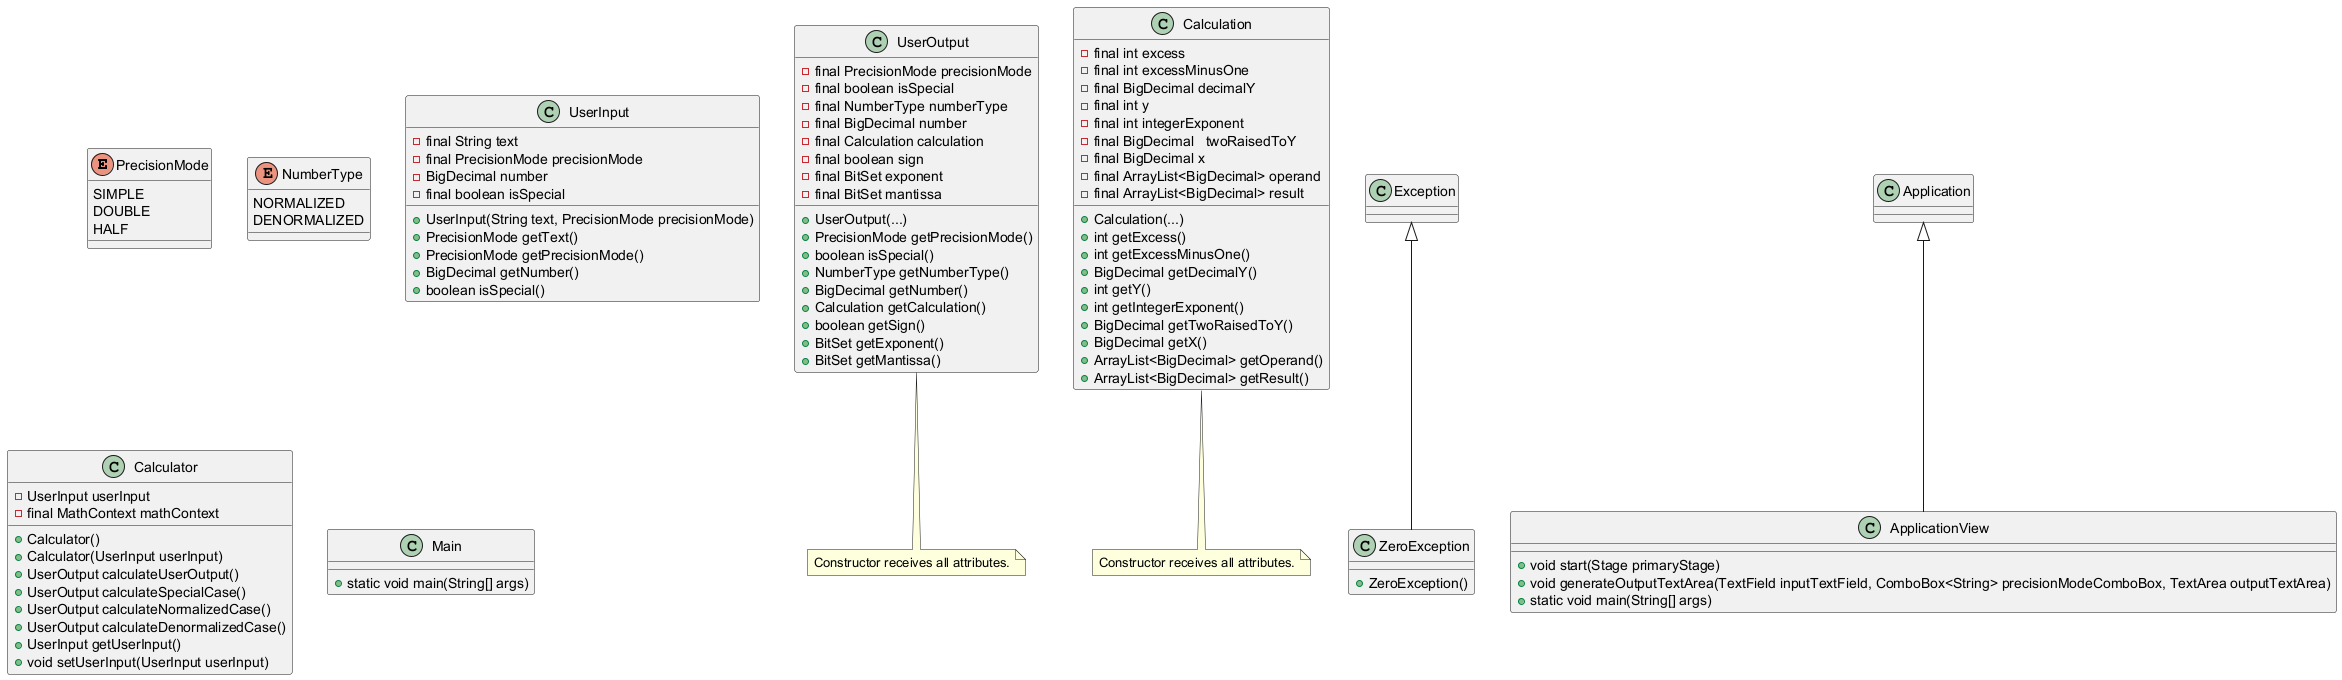 E PrecisionMode
SIMPLE
DOUBLE
HALF
E NumberType
NORMALIZED
DENORMALIZED
C UserInput
final String text
final PrecisionMode precisionMode
BigDecimal number
final boolean isSpecial
UserInput(String text, PrecisionMode precisionMode)
PrecisionMode getText()
PrecisionMode getPrecisionMode()
BigDecimal getNumber()
boolean isSpecial()
C UserOutput
final PrecisionMode precisionMode
final boolean isSpecial
final NumberType numberType
final BigDecimal number
final Calculation calculation
final boolean sign
final BitSet exponent
final BitSet mantissa
UserOutput(...)
PrecisionMode getPrecisionMode()
boolean isSpecial()
NumberType getNumberType()
BigDecimal getNumber()
Calculation getCalculation()
boolean getSign()
BitSet getExponent()
BitSet getMantissa()
C Calculation
final int excess
final int excessMinusOne
final BigDecimal decimalY
final int y
final int integerExponent
final BigDecimal   twoRaisedToY
final BigDecimal x
final ArrayList<BigDecimal> operand
final ArrayList<BigDecimal> result
Calculation(...)
int getExcess()
int getExcessMinusOne()
BigDecimal getDecimalY()
int getY()
int getIntegerExponent()
BigDecimal getTwoRaisedToY()
BigDecimal getX()
ArrayList<BigDecimal> getOperand()
ArrayList<BigDecimal> getResult()
C Exception
C Application
C Calculator
UserInput userInput
final MathContext mathContext
Calculator()
Calculator(UserInput userInput)
UserOutput calculateUserOutput()
UserOutput calculateSpecialCase()
UserOutput calculateNormalizedCase()
UserOutput calculateDenormalizedCase()
UserInput getUserInput()
void setUserInput(UserInput userInput)
C Main
static void main(String[] args)
Constructor receives all attributes.
Constructor receives all attributes.
C ZeroException
ZeroException()
C ApplicationView
void start(Stage primaryStage)
void generateOutputTextArea(TextField inputTextField, ComboBox<String> precisionModeComboBox, TextArea outputTextArea)
static void main(String[] args)